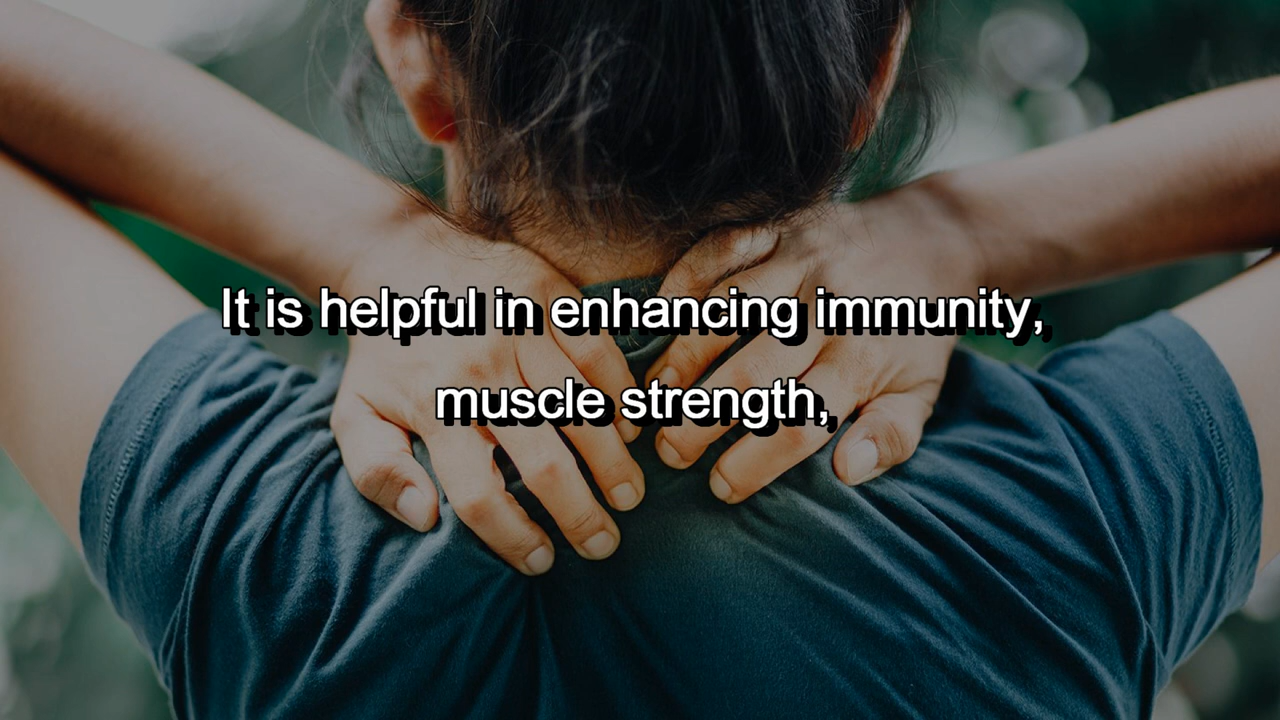 It is helpful in enhancing immunity,
muscle strength,